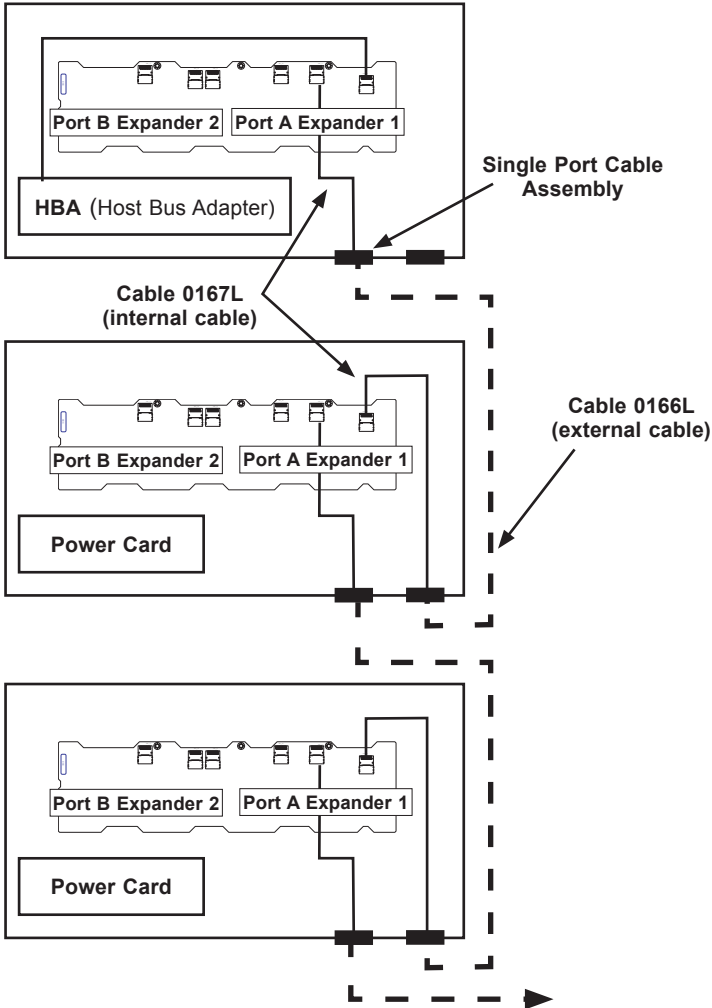 Port B Expander 2
Port A Expander 1
HBA (Host Bus Adapter)
Single Port Cable
Assembly
Cable 0167L
(internal cable)
Port B Expander 2
Port A Expander 1
Power Card
Cable 0166L
(external cable)
Port B Expander 2
Port A Expander 1
Power Card